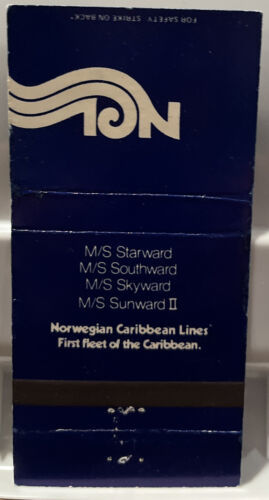 FOR SAFETY STRIKE ON BACK
NCL
M/S Starward
M/S Southward
M/S Skyward
M/S Sunward II
Norwegian Caribbean Lines
First fleet of the Caribbean.